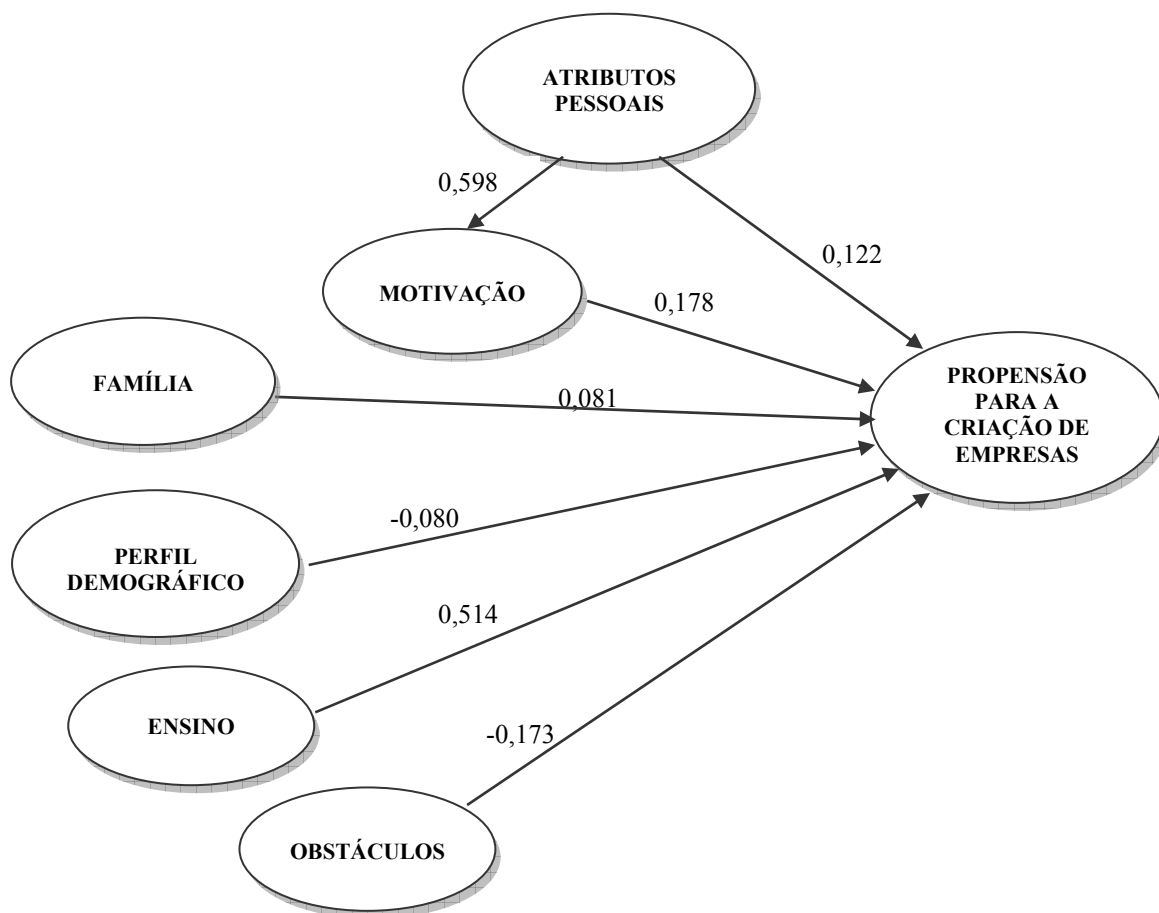 ATRIBUTOS
PESSOAIS
0,598
0,122
MOTIVAÇÃO
0,178
FAMÍLIA
0,081
PROPENSÃO
PARA A
CRIAÇÃO DE
EMPRESAS
-0,080
PERFIL
DEMOGRÁFICO
0,514
ENSINO
-0,173
OBSTÁCULOS